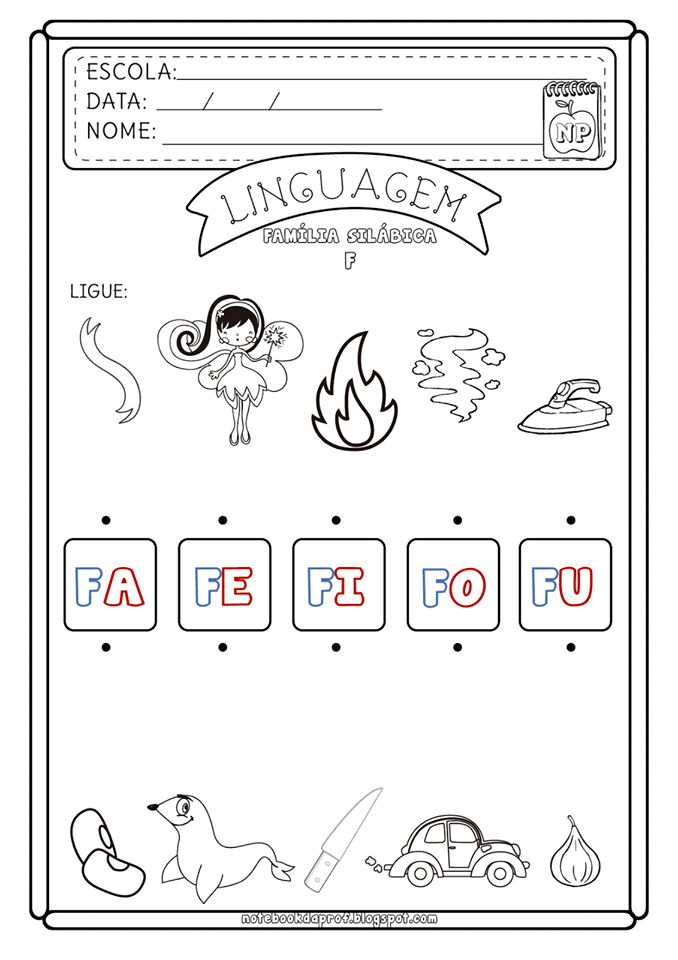 ESCOLA:
DATA: / /
NOME:
NP
LINGUAGEM
FAMÍLIA SILÁBICA
F
LIGUE:
FA FE FI FO FU
notebookdaprof.blogspot.com